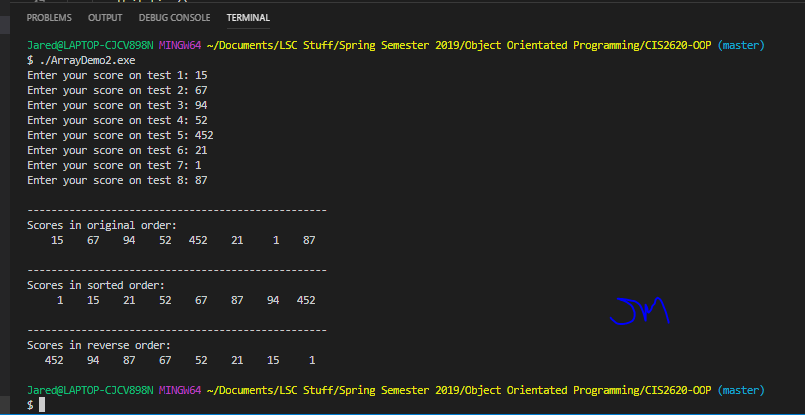 PROBLEMS OUTPUT DEBUG CONSOLE TERMINAL
Jared@LAPTOP-CJCV898N MINGW64 ~/Documents/LSC Stuff/Spring Semester 2019/Object Orientated Programming/CIS2620-OOP (master)
$ ./ArrayDemo2.exe
Enter your score on test 1: 15
Enter your score on test 2: 67
Enter your score on test 3: 94
Enter your score on test 4: 52
Enter your score on test 5: 452
Enter your score on test 6: 21
Enter your score on test 7: 1
Enter your score on test 8: 87
--------------------------------------------------
Scores in original order:
15 67 94 52 452 21 1 87
--------------------------------------------------
Scores in sorted order:
1 15 21 52 67 87 94 452
--------------------------------------------------
Scores in reverse order:
452 94 87 67 52 21 15 1
Jared@LAPTOP-CJCV898N MINGW64 ~/Documents/LSC Stuff/Spring Semester 2019/Object Orientated Programming/CIS2620-OOP (master)
$